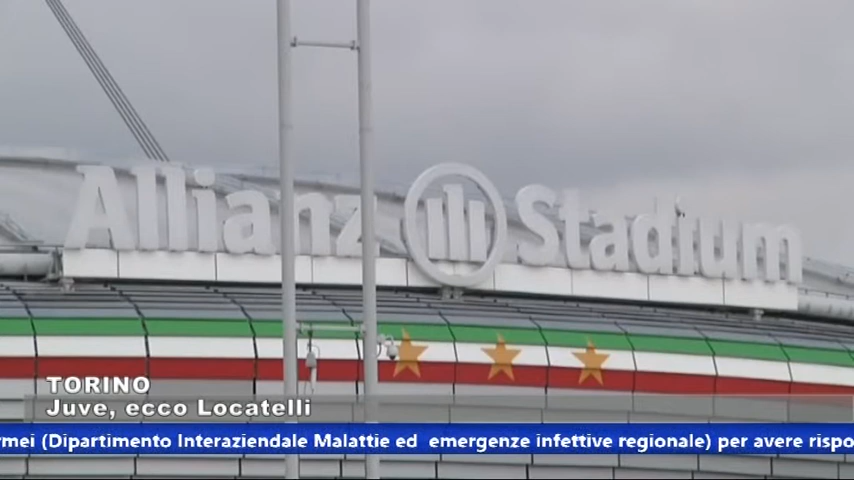 Allianz Stadium
TORINO
Juve, ecco Locatelli
(Dipartimento Interaziendale Malattie ed emergenze infettive regionale) per avere